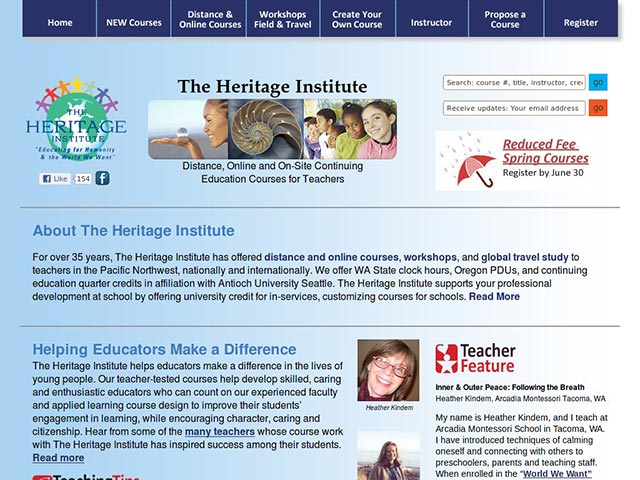 Home
NEW Courses
Distance &
Online Courses
Workshops
Field & Travel
Create Your
Own Course
Instructor
Propose a
Course
Register
THE
HERITAGE
INSTITUTE
"Educating for Humanity
& the World We Want"
Like 154
The Heritage Institute
Distance, Online and On-Site Continuing
Education Courses for Teachers
Search: course #, title, instructor, cre
go
Receive updates: Your email address
go
Reduced Fee
Spring Courses
Register by June 30
About The Heritage Institute
For over 35 years, The Heritage Institute has offered distance and online courses, workshops, and global travel study to
teachers in the Pacific Northwest, nationally and internationally. We offer WA State clock hours, Oregon PDUs, and continuing
education quarter credits in affiliation with Antioch University Seattle. The Heritage Institute supports your professional
development at school by offering university credit for in-services, customizing courses for schools. Read More
Helping Educators Make a Difference
The Heritage Institute helps educators make a difference in the lives of
young people. Our teacher-tested courses help develop skilled, caring
and enthusiastic educators who can count on our experienced faculty
and applied learning course design to improve their students'
engagement in learning, while encouraging character, caring and
citizenship. Hear from some of the many teachers whose course work
with The Heritage Institute has inspired success among their students.
Read more
TeachingTips
Heather Kindem
Teacher
Feature
Inner & Outer Peace: Following the Breath
Heather Kindem, Arcadia Montessori Tacoma, WA
My name is Heather Kindem, and I teach at
Arcadia Montessori School in Tacoma, WA.
I have introduced techniques of calming
oneself and connecting with others to
preschoolers, parents and teaching staff.
When enrolled in the "World We Want"